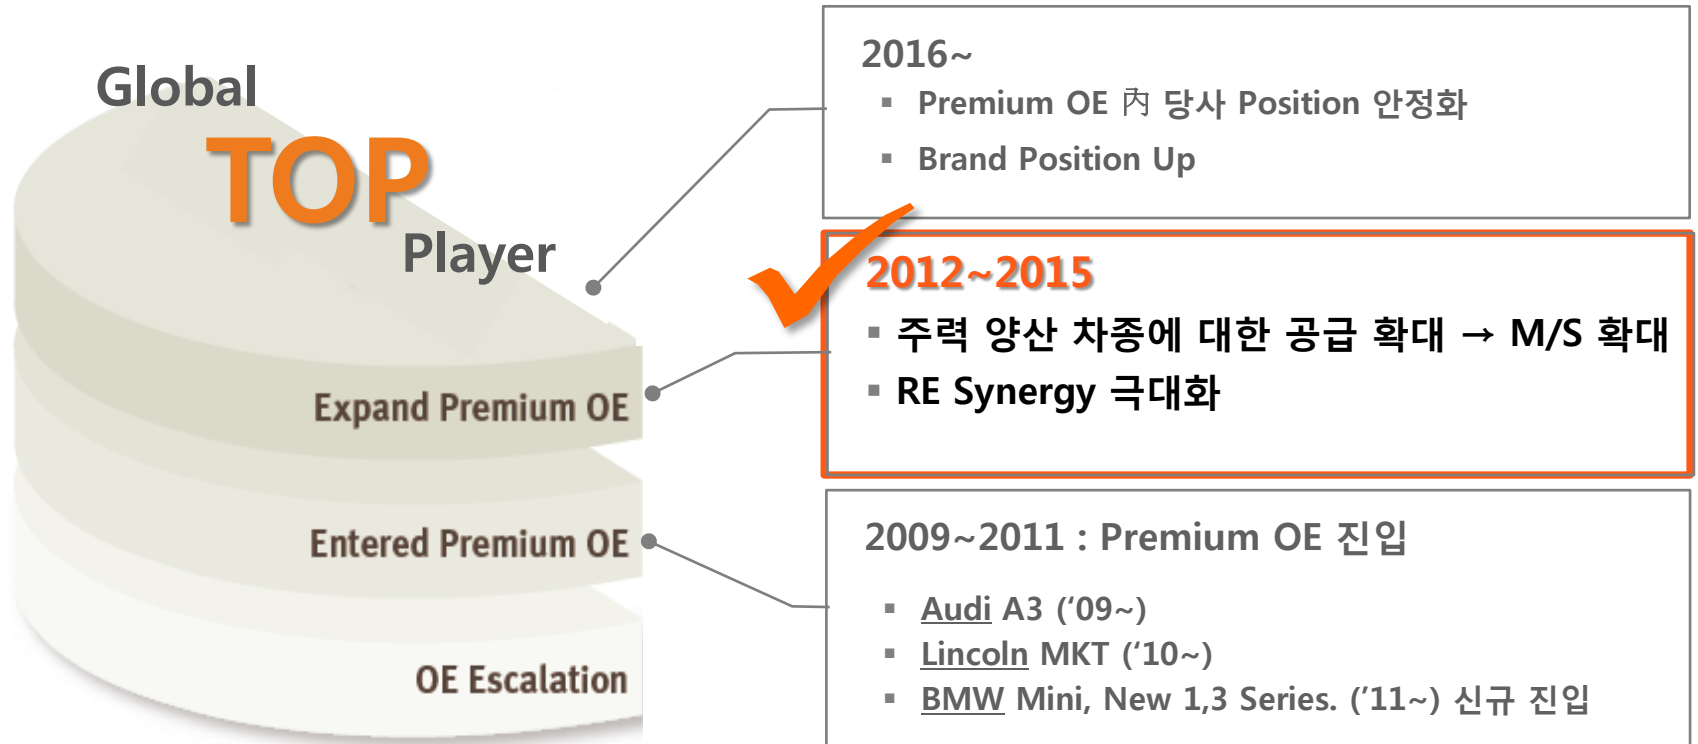 Global
TOP
Player
Expand Premium OE
Entered Premium OE
OE Escalation
2016~
▪ Premium OE 內 당사 Position 안정화
▪ Brand Position Up
2012~2015
▪ 주력 양산 차종에 대한 공급 확대 → M/S 확대
▪ RE Synergy 극대화
2009~2011 : Premium OE 진입
▪ Audi A3 (‘09~)
▪ Lincoln MKT (‘10~)
▪ BMW Mini, New 1,3 Series. (’11~) 신규 진입